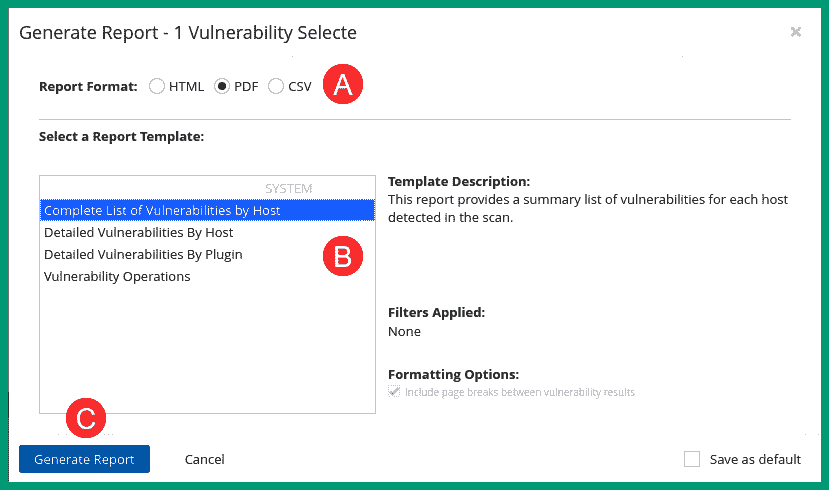 Generate Report - 1 Vulnerability Selecte
Report Format: HTML PDF CSV A
Select a Report Template:
SYSTEM
Complete List of Vulnerabilities by Host
Detailed Vulnerabilities By Host
Detailed Vulnerabilities By Plugin
Vulnerability Operations
B
Template Description:
This report provides a summary list of vulnerabilities for each host
detected in the scan.
Filters Applied:
None
Formatting Options:
Include page breaks between vulnerability results
C
Generate Report Cancel Save as default